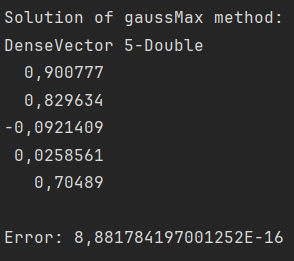 Solution of gaussMax method:
DenseVector 5-Double
0,900777
0,829634
-0,0921409
0,0258561
0,70489
Error: 8,881784197001252E-16